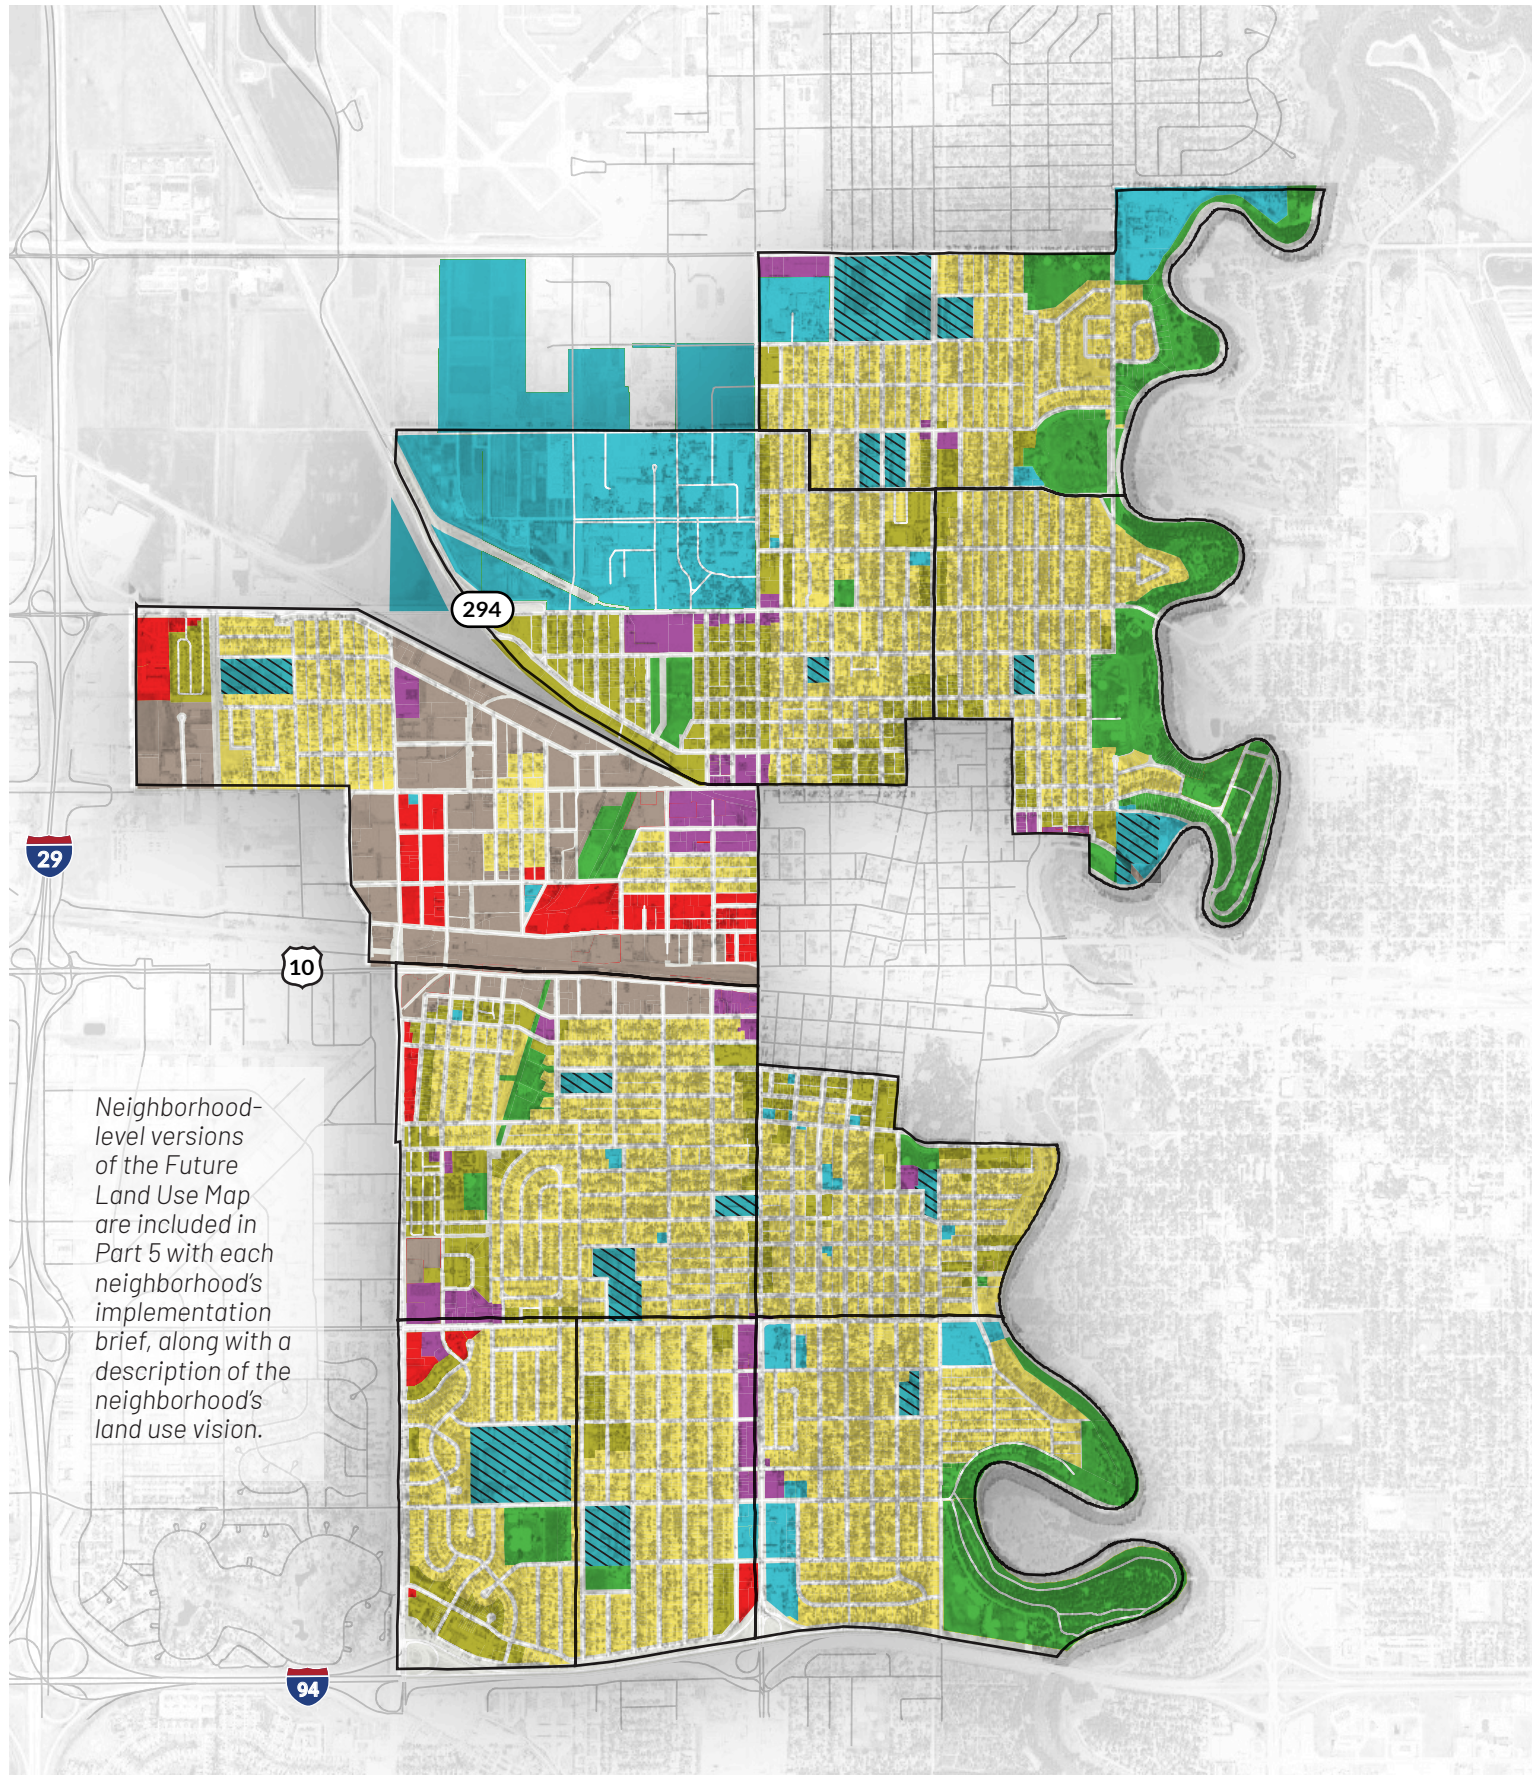 294
29
10
Neighborhood-
level versions
of the Future
Land Use Map
are included in
Part 5 with each
neighborhood's
implementation
brief, along with a
description of the
neighborhood's
land use vision.
94